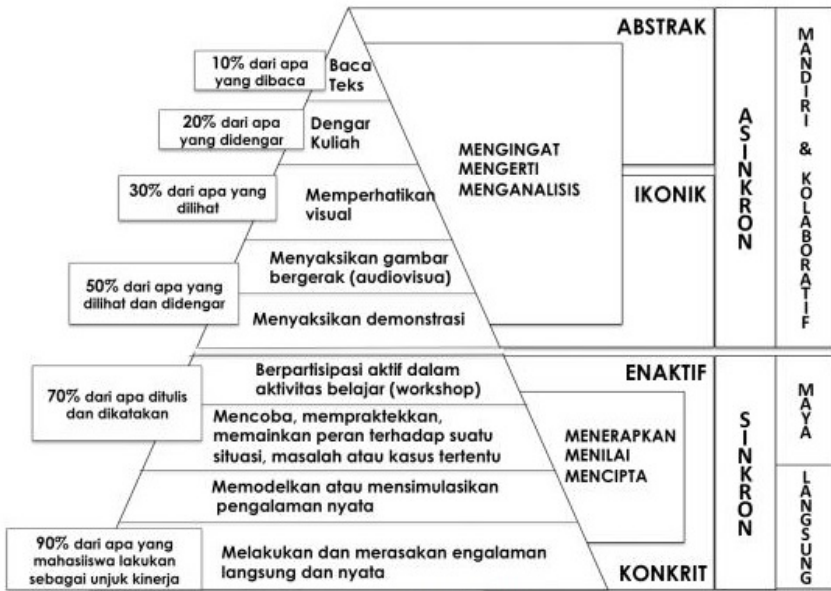 ABSTRAK
10% dari apa
yang dibaca
Baca
Teks
20% dari apa
yang didengar
Dengar
Kuliah
MENGINGAT
MENGERTI
MENGANALISIS
30% dari apa yang
dilihat
Memperhatikan
visual
IKONIK
Menyaksikan gambar
bergerak (audiovisua)
50% dari apa yang
dilihat dan didengar
Menyaksikan demonstrasi
ASINKRON
MANDIRI & KOLABORATIF
Berpartisipasi aktif dalam
aktivitas belajar (workshop)
ENAKTIF
70% dari apa ditulis
dan dikatakan
Mencoba, mempraktekkan,
memainkan peran terhadap suatu
situasi, masalah atau kasus tertentu
MENERAPKAN
MENILAI
MENCIPTA
Memodelkan atau mensimulasikan
pengalaman nyata
90% dari apa yang
mahasiiswa lakukan
sebagai unjuk kinerja
Melakukan dan merasakan engalaman
langsung dan nyata
KONKRIT
SINKRON
MAYA
LANGSUNG